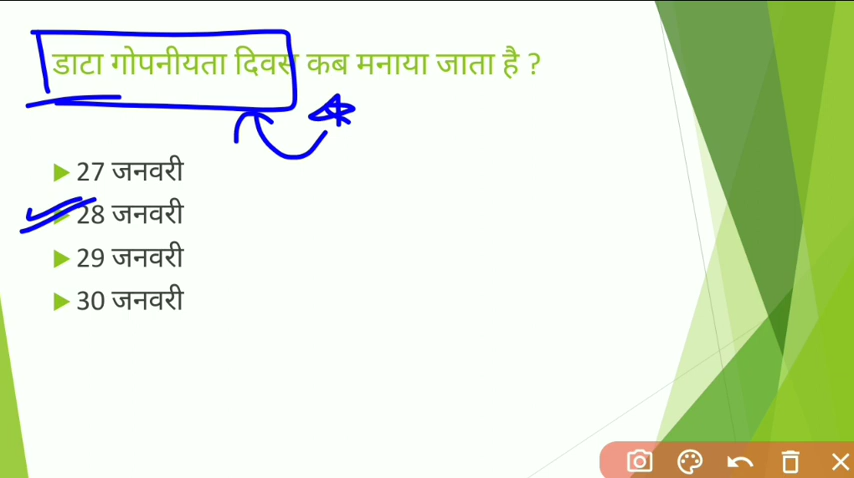 डाटा गोपनीयता दिवस कब मनाया जाता है ?
27 जनवरी
28 जनवरी
29 जनवरी
30 जनवरी